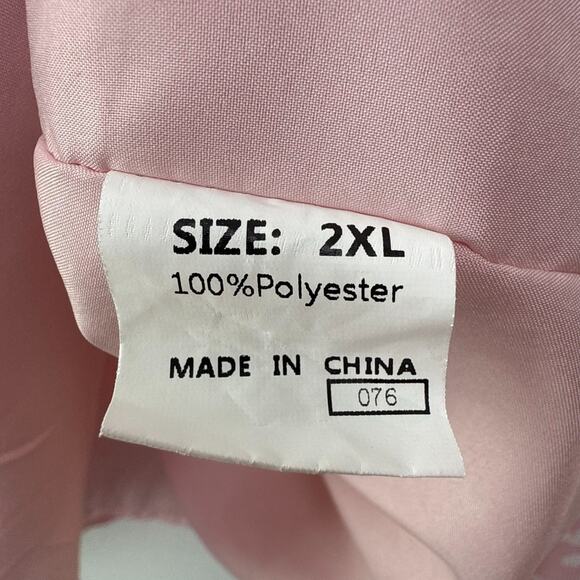 SIZE: 2XL
100%Polyester
MADE IN CHINA
076